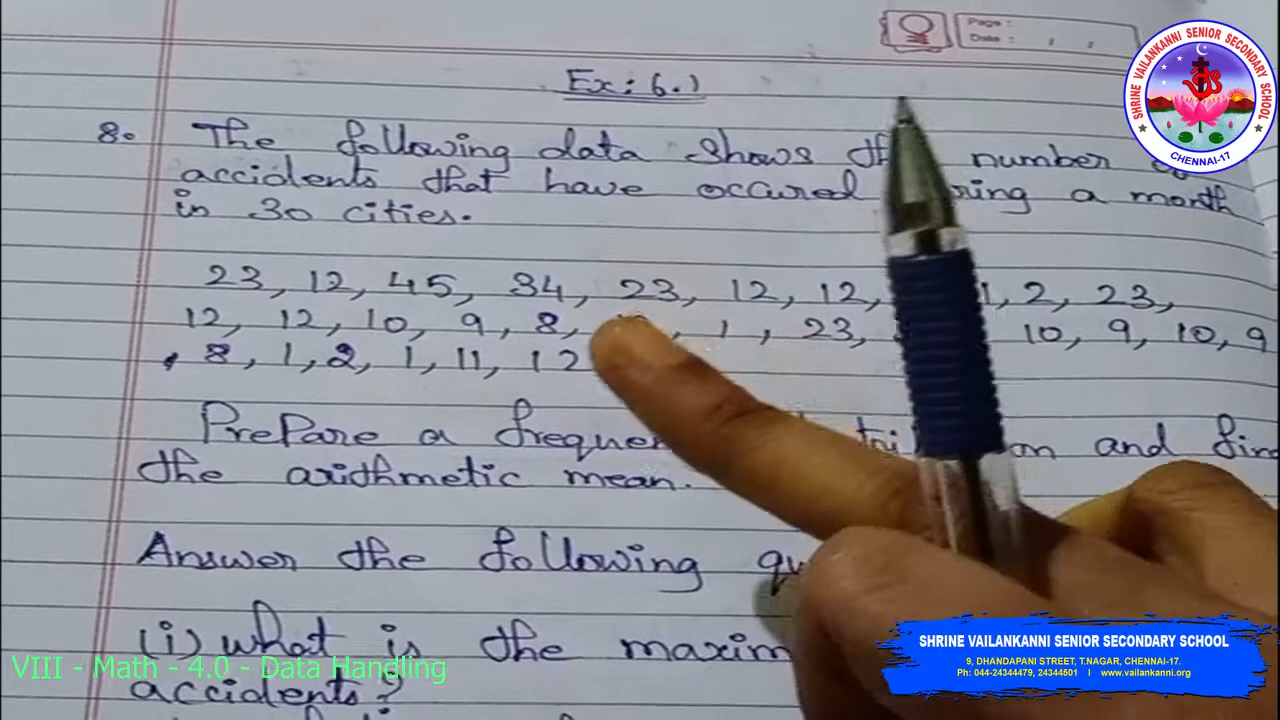 Page :
Date :
Ex: 6.1
8. The following data shows number
accidents that have occured a month
in 30 cities.
23, 12, 45, 34, 23, 12, 12, 1, 2, 23,
12, 12, 10, 9, 8, 1, 23, 10, 9, 10, 9
, 8, 1, 2, 1, 11, 12
Prepare a and
the arithmetic mean.
Answer the following
(i) what is the
accidents?
SHRINE VAILANKANNI SENIOR SECONDARY SCHOOL
CHENNAI-17
SHRINE VAILANKANNI SENIOR SECONDARY SCHOOL
9, DHANDAPANI STREET, T.NAGAR, CHENNAI-17.
Ph: 044-24344479, 24344501 I www.vailankanni.org
VIII - Math - 4.0 - Data Handling